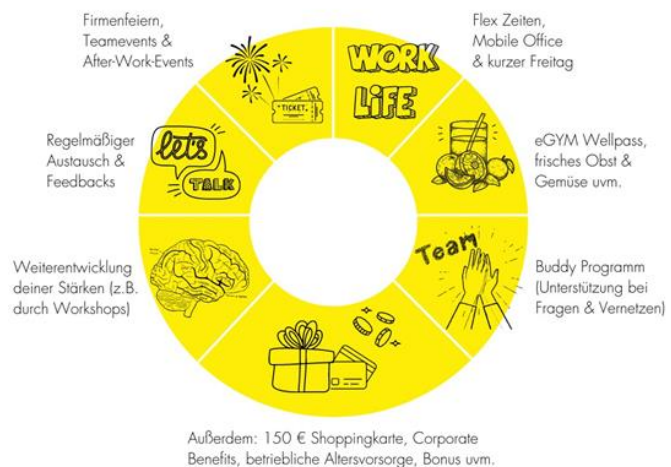 Firmenfeiern,
Teamevents &
After-Work-Events
Flex Zeiten,
Mobile Office
& kurzer Freitag
WORK
LIFE
TICKET
Regelmäßiger
Austausch &
Feedbacks
let's
TALK
eGYM Wellpass,
frisches Obst &
Gemüse uvm.
Weiterentwicklung
deiner Stärken (z.B.
durch Workshops)
Team
Buddy Programm
(Unterstützung bei
Fragen & Vernetzen)
Außerdem: 150 € Shoppingkarte, Corporate
Benefits, betriebliche Altersvorsorge, Bonus uvm.